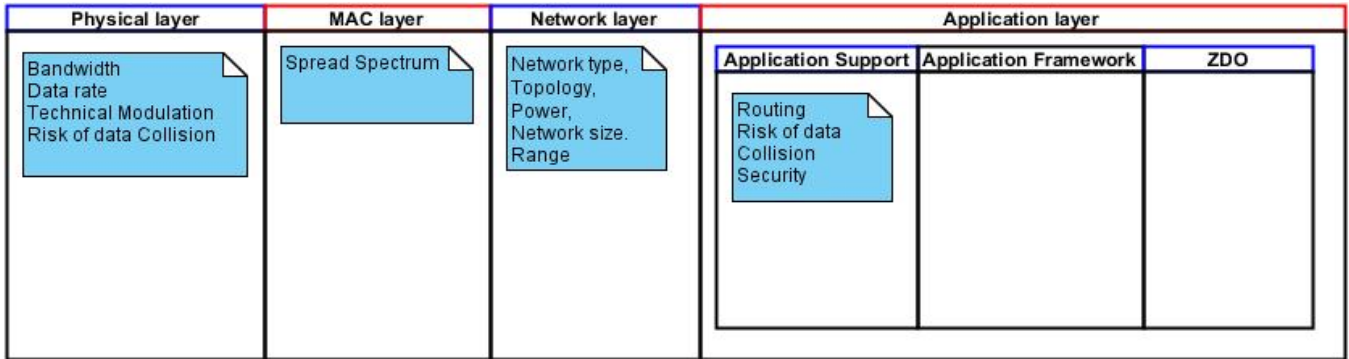 Physical layer
MAC layer
Network layer
Application layer
Bandwidth
Data rate
Technical Modulation
Risk of data Collision
Spread Spectrum
Network type,
Topology,
Power,
Network size.
Range
Application Support
Application Framework
ZDO
Routing
Risk of data
Collision
Security